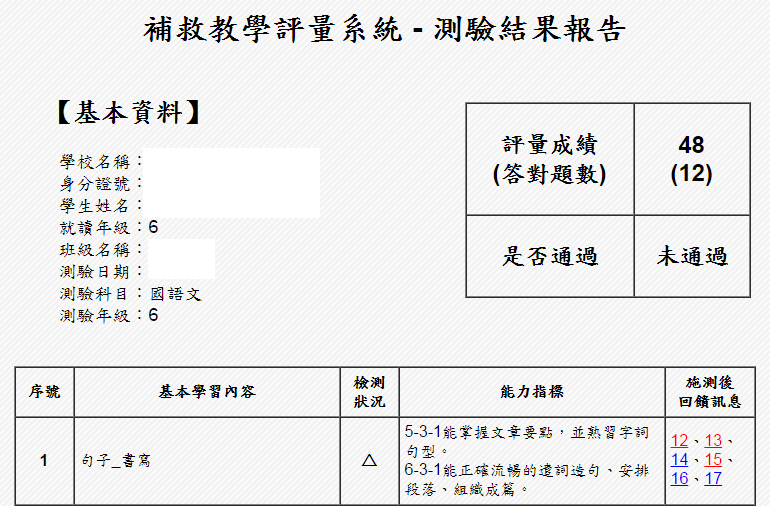 補救教學評量系統 - 測驗結果報告
【基本資料】
學校名稱：
身分證號：
學生姓名：
就讀年級：6
班級名稱：
測驗日期：
測驗科目：國語文
測驗年級：6
評量成績
(答對題數)
48
(12)
是否通過
未通過
序號
基本學習內容
檢測
狀況
能力指標
施測後
回饋訊息
1
句子_書寫
△
5-3-1能掌握文章要點，並熟習字詞
句型。
6-3-1能正確流暢的遣詞造句、安排
段落、組織成篇。
12、13、
14、15、
16、17